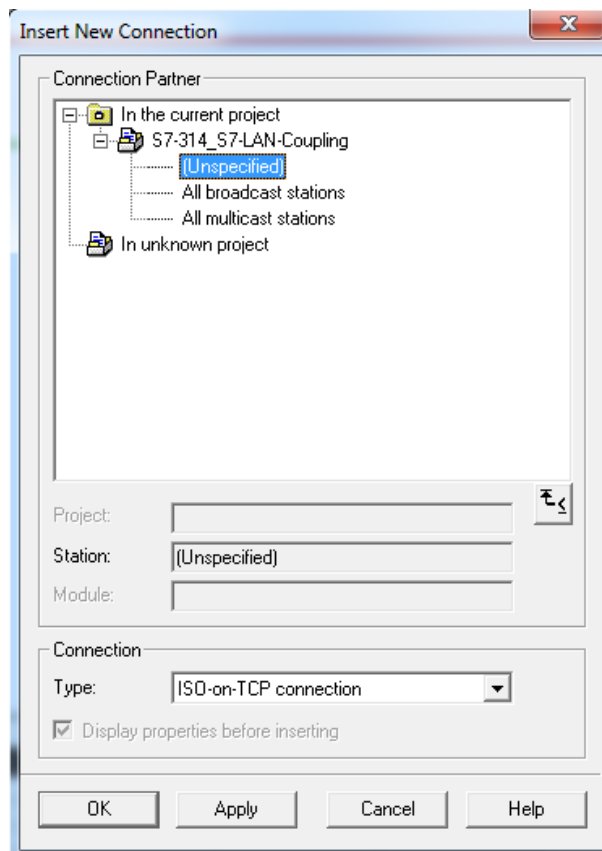 Insert New Connection
Connection Partner
In the current project
S7-314_S7-LAN-Coupling
(Unspecified)
All broadcast stations
All multicast stations
In unknown project
Project:
Station: (Unspecified)
Module:
Connection
Type: ISO-on-TCP connection
Display properties before inserting
OK Apply Cancel Help